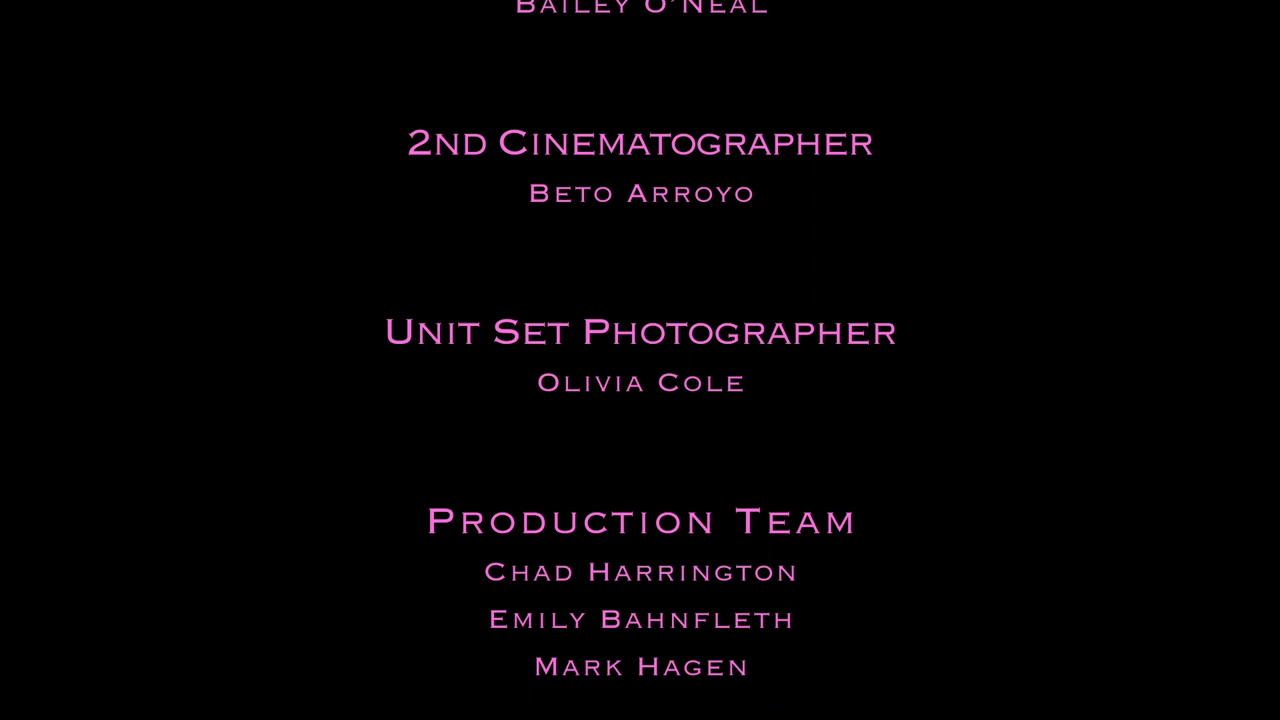 Bailey O'Neal
2nd Cinematographer
Beto Arroyo
Unit Set Photographer
Olivia Cole
Production Team
Chad Harrington
Emily Bahnfleth
Mark Hagen